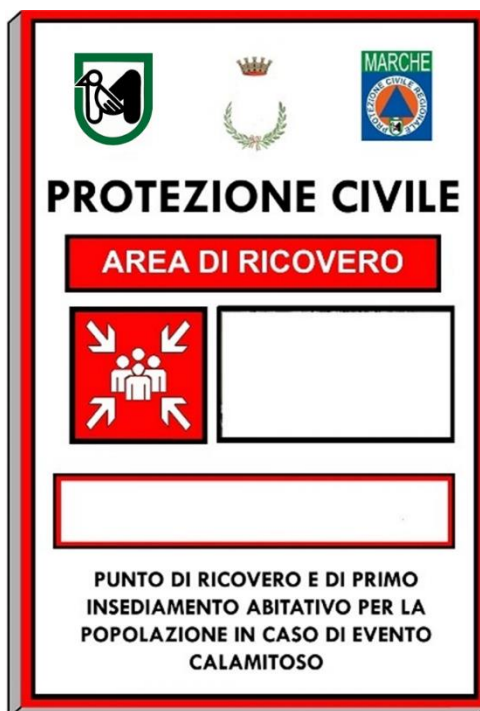 MARCHE
PROTEZIONE CIVILE REGIONALE
PROTEZIONE CIVILE
AREA DI RICOVERO
PUNTO DI RICOVERO E DI PRIMO
INSEDIAMENTO ABITATIVO PER LA
POPOLAZIONE IN CASO DI EVENTO
CALAMITOSO